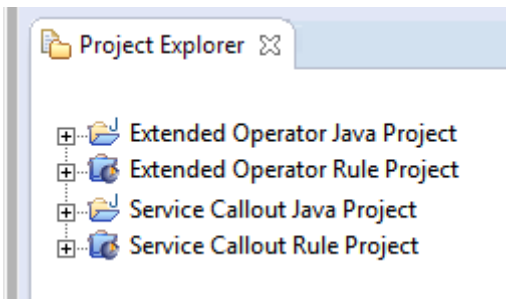 Project Explorer
Extended Operator Java Project
Extended Operator Rule Project
Service Callout Java Project
Service Callout Rule Project